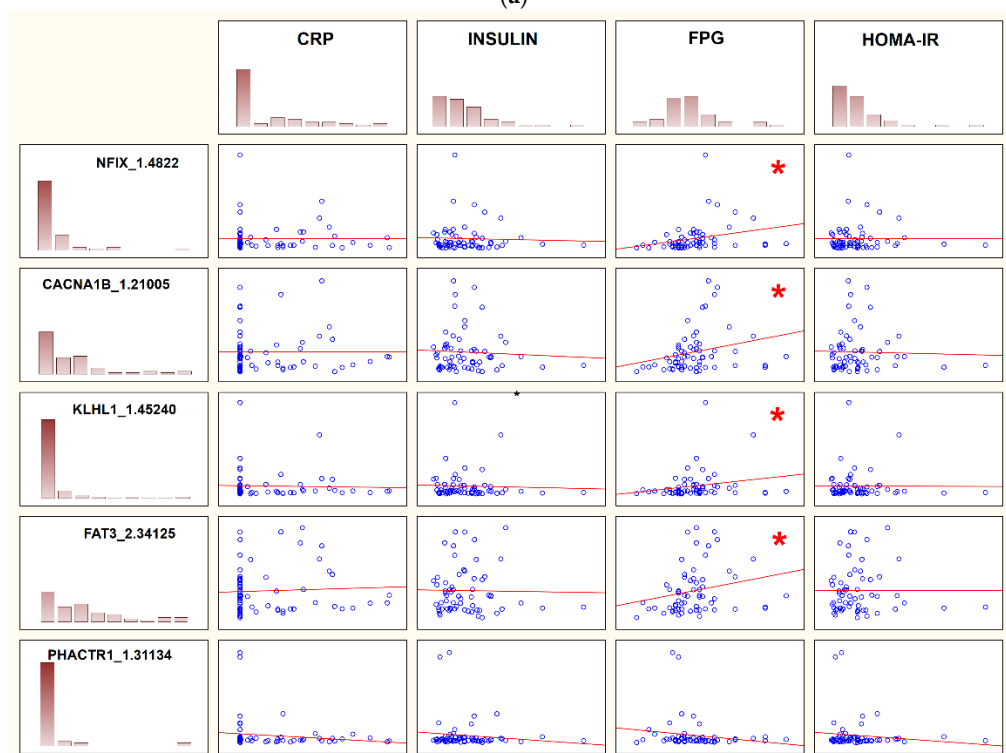 (d)
CRP INSULIN FPG HOMA-IR
NFIX_1.4822
*
CACNA1B_1.21005
*
KLHL1_1.45240
*
*
FAT3_2.34125
*
PHACTR1_1.31134